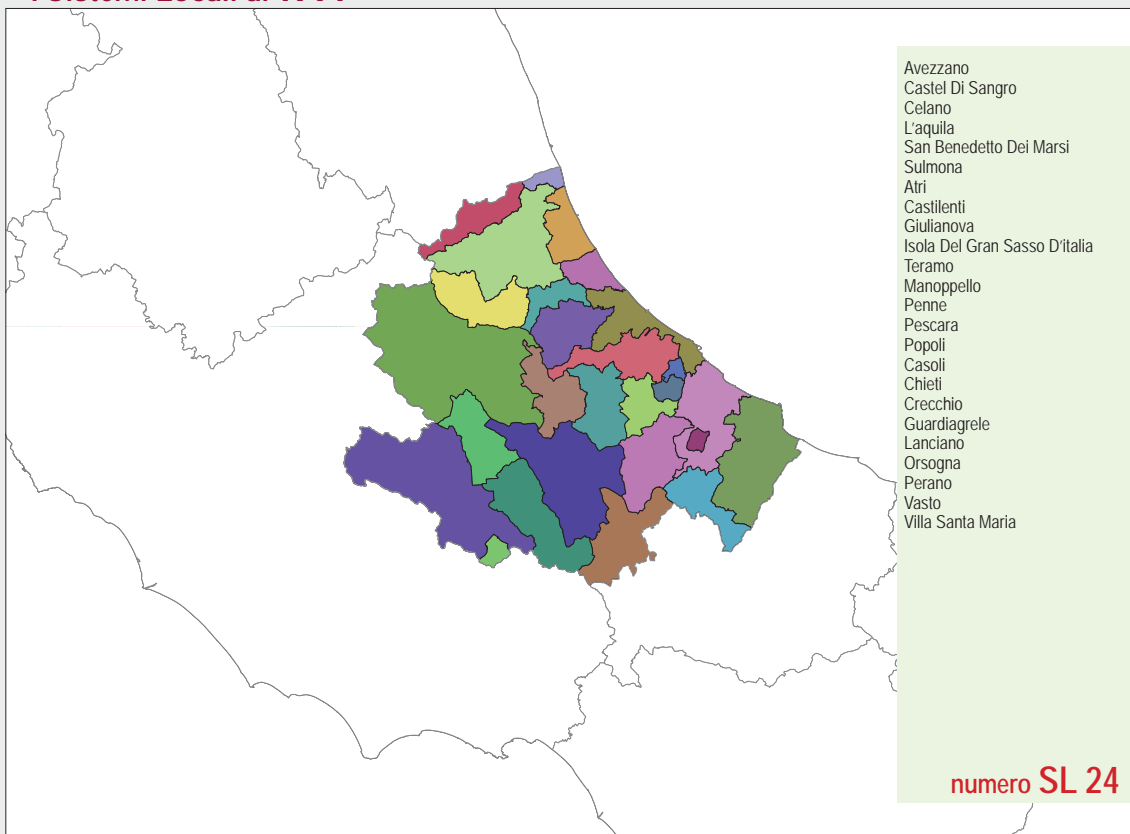 Avezzano
Castel Di Sangro
Celano
L'aquila
San Benedetto Dei Marsi
Sulmona
Atri
Castilenti
Giulianova
Isola Del Gran Sasso D'italia
Teramo
Manoppello
Penne
Pescara
Popoli
Casoli
Chieti
Crecchio
Guardiagrele
Lanciano
Orsogna
Perano
Vasto
Villa Santa Maria
numero SL 24